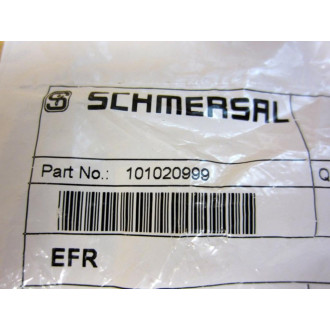 SCHMERSAL
Part No.: 101020999
Q
EFR